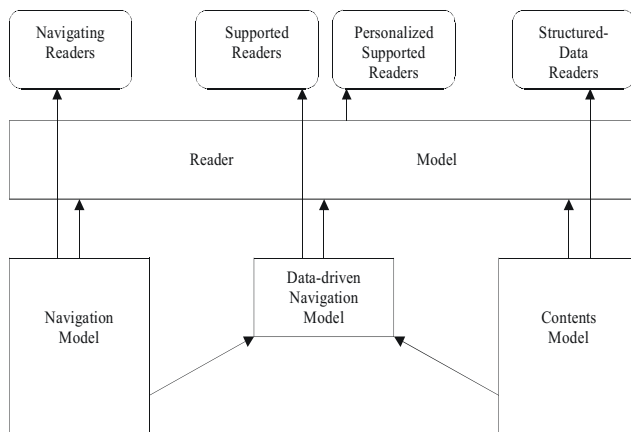 Navigating
Readers
Supported
Readers
Personalized
Supported
Readers
Structured-
Data
Readers
Reader Model
Navigation
Model
Data-driven
Navigation
Model
Contents
Model